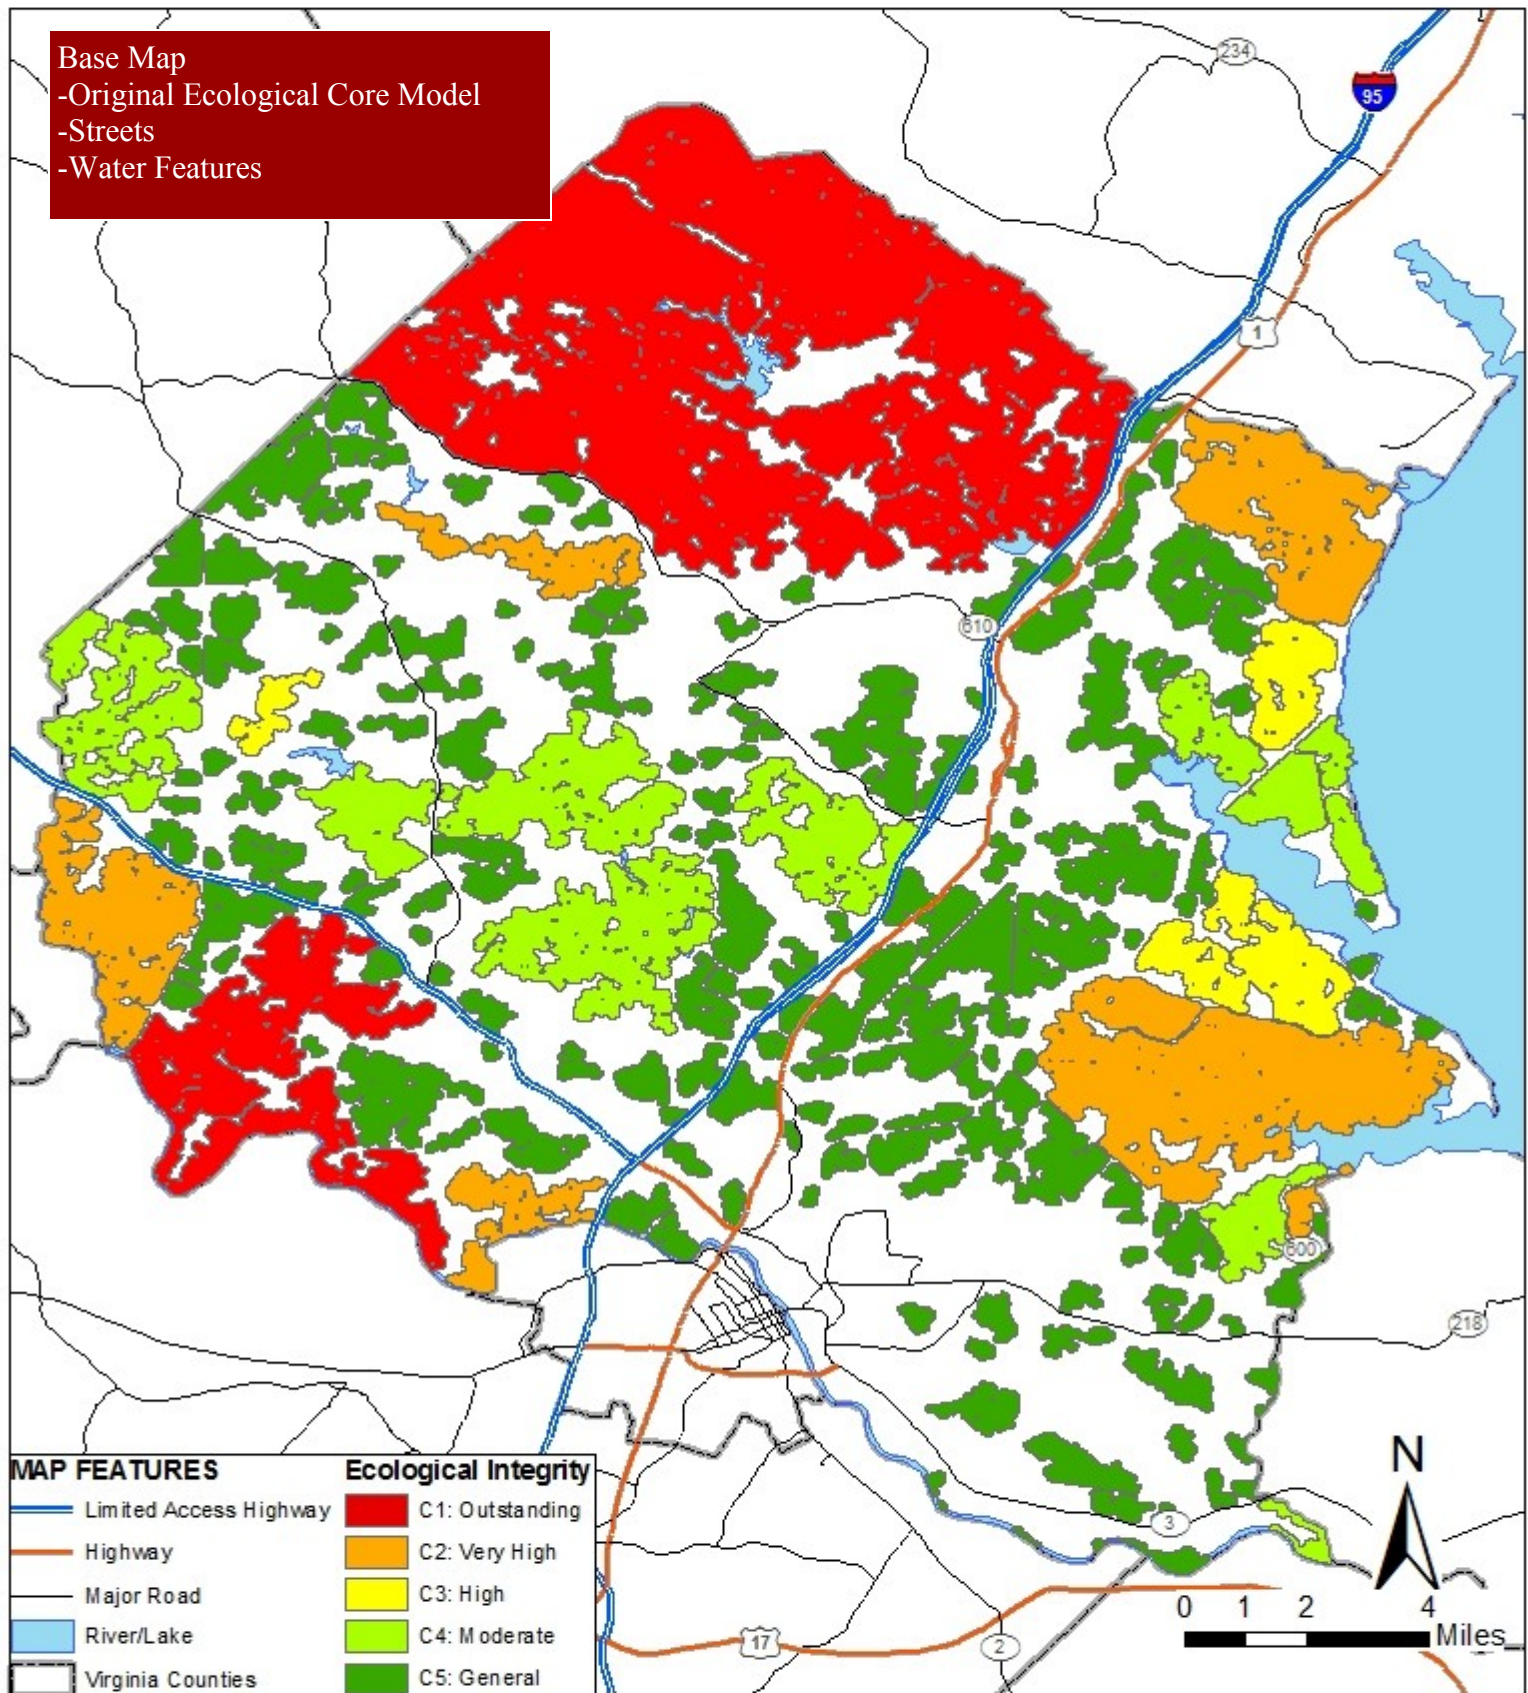 Base Map
-Original Ecological Core Model
-Streets
-Water Features
234
95
1
610
600
218
3
17
2
N
0 1 2 4
Miles
MAP FEATURES
Limited Access Highway
Highway
Major Road
River/Lake
Virginia Counties
Ecological Integrity
C1: Outstanding
C2: Very High
C3: High
C4: Moderate
C5: General